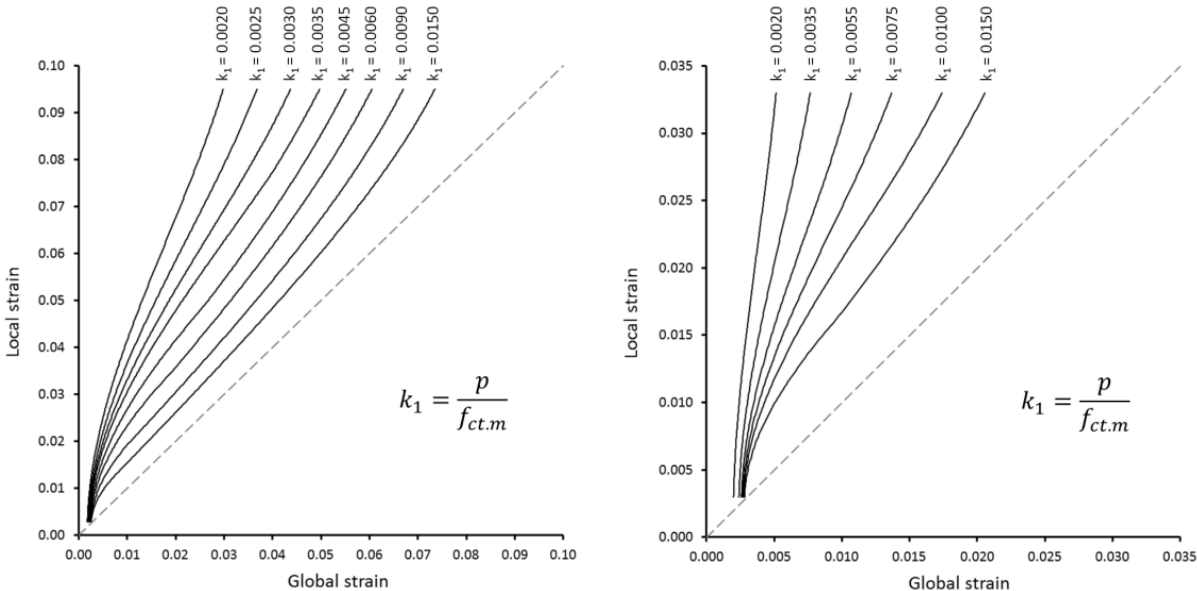 k₁ = 0.0020
k₁ = 0.0025
k₁ = 0.0030
k₁ = 0.0035
k₁ = 0.0045
k₁ = 0.0060
k₁ = 0.0090
k₁ = 0.0150
0.10
0.09
0.08
0.07
0.06
0.05
0.04
0.03
0.02
0.01
0.00
Local strain
k₁ = p / f_ct.m
0.00 0.01 0.02 0.03 0.04 0.05 0.06 0.07 0.08 0.09 0.10
Global strain
k₁ = 0.0020
k₁ = 0.0035
k₁ = 0.0055
k₁ = 0.0075
k₁ = 0.0100
k₁ = 0.0150
0.035
0.030
0.025
0.020
0.015
0.010
0.005
0.000
Local strain
k₁ = p / f_ct.m
0.000 0.005 0.010 0.015 0.020 0.025 0.030 0.035
Global strain